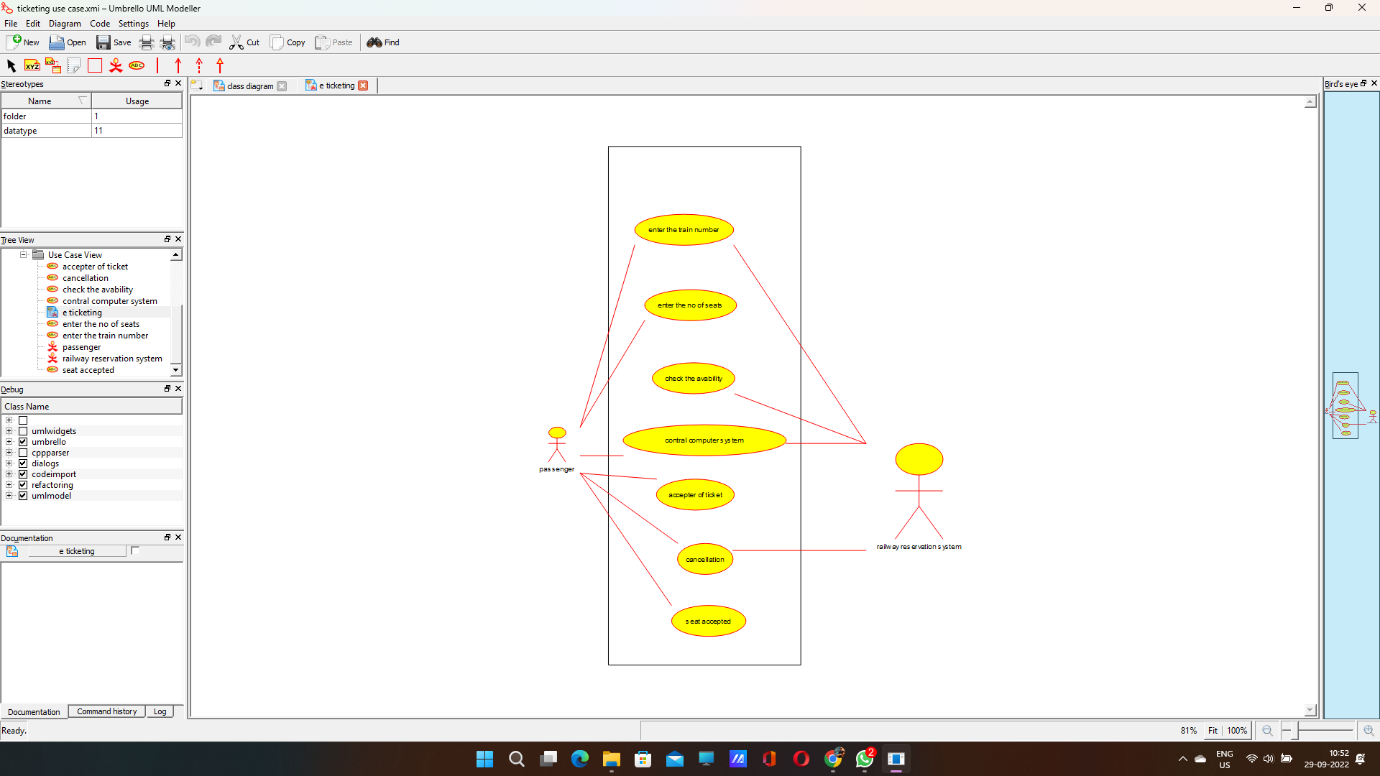 ticketing use case.xmi – Umbrello UML Modeller
File Edit Diagram Code Settings Help
New Open Save Cut Copy Paste Find
XYZ ABC
Stereotypes
Name Usage
folder 1
datatype 11
Tree View
Use Case View
accepter of ticket
cancellation
check the avability
contral computer system
e ticketing
enter the no of seats
enter the train number
passenger
railway reservation system
seat accepted
Debug
Class Name
umlwidgets
umbrello
cppparser
dialogs
codeimport
refactoring
umlmodel
Documentation
e ticketing
Documentation Command history Log
Ready.
class diagram e ticketing
enter the train number
enter the no of seats
check the avability
contral computer system
accepter of ticket
cancellation
seat accepted
passenger
railway reservation system
Bird's eye
81% Fit 100%
2
ENG
US
10:52
29-09-2022